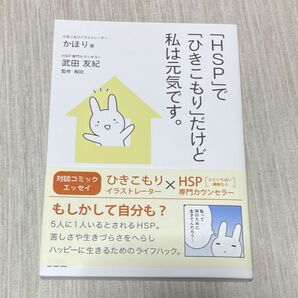 ひきこもりイラストレーター
かほり 著
HSP専門カウンセラー
武田 友紀
監修・解説
「HSP」で
「ひきこもり」だけど
私は元気です。
対談コミック
エッセイ
ひきこもり
イラストレーター
×
HSP
専門カウンセラー
もしかして自分も?
5人に1人いるとされるHSP。
苦しさや生きづらさをへらし
ハッピーに生きるためのライフハック。